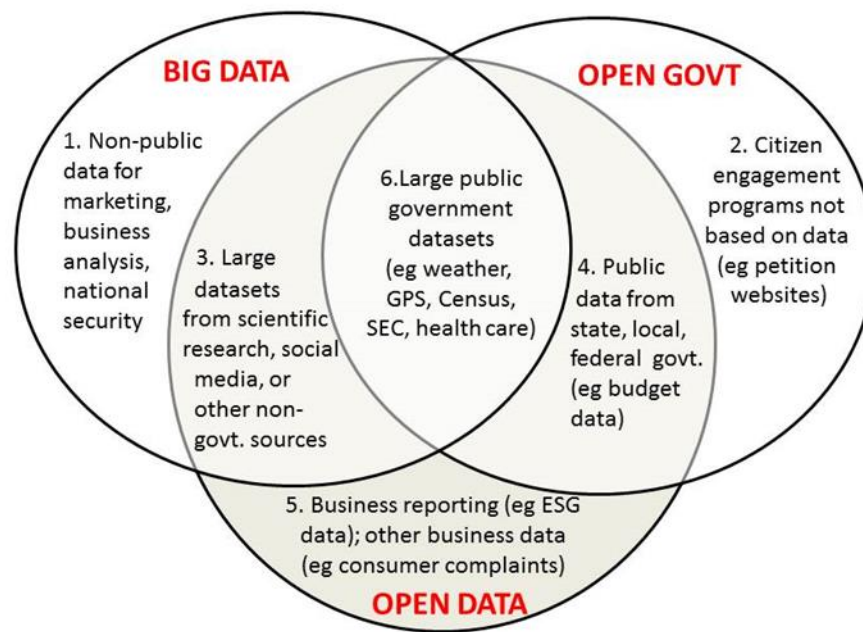 BIG DATA
OPEN GOVT
1. Non-public
data for
marketing,
business
analysis,
national
security
2. Citizen
engagement
programs not
based on data
(eg petition
websites)
6.Large public
government
datasets
(eg weather,
GPS, Census,
SEC, health care)
3. Large
datasets
from scientific
research, social
media, or
other non-
govt. sources
4. Public
data from
state, local,
federal govt.
(eg budget
data)
5. Business reporting (eg ESG
data); other business data
(eg consumer complaints)
OPEN DATA